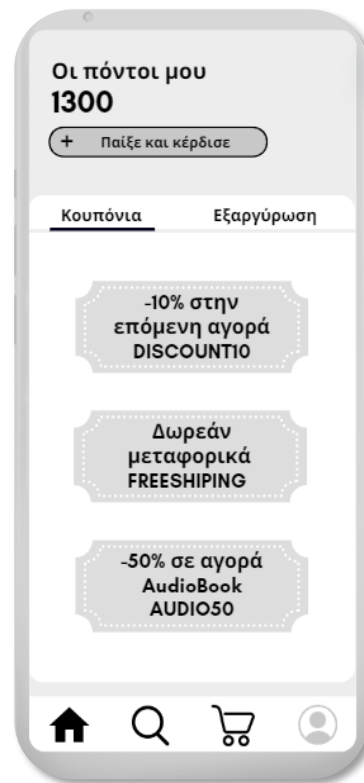 Οι πόντοι μου
1300
+ Παίξε και κέρδισε
Κουπόνια Εξαργύρωση
-10% στην
επόμενη αγορά
DISCOUNT10
Δωρεάν
μεταφορικά
FREESHIPING
-50% σε αγορά
AudioBook
AUDIO50